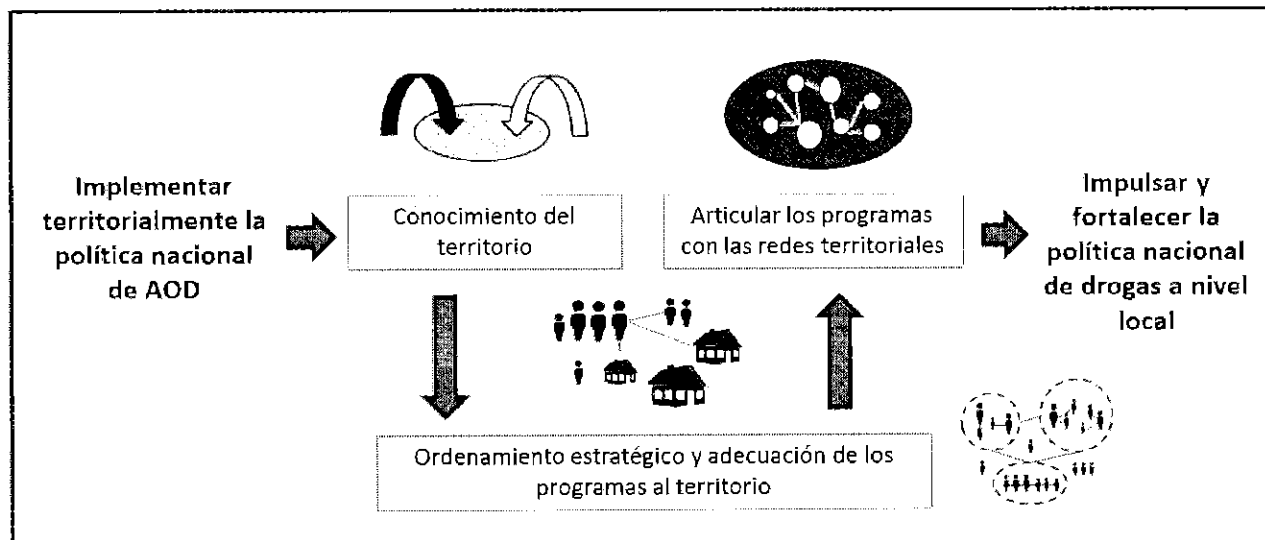 Implementar
territorialmente la
política nacional
de AOD
Conocimiento del
territorio
Articular los programas
con las redes territoriales
Impulsar y
fortalecer la
política nacional
de drogas a nivel
local
Ordenamiento estratégico y adecuación de los
programas al territorio